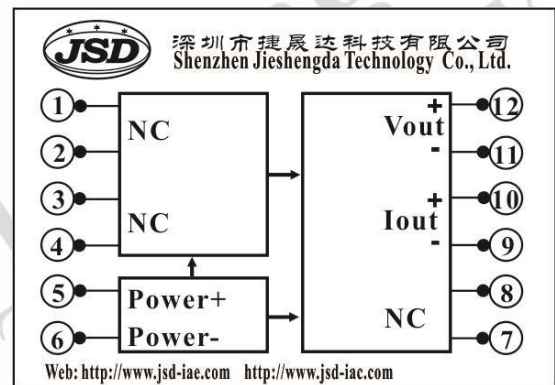 JSD
深圳市捷晟达科技有限公司
Shenzhen Jieshengda Technology Co., Ltd.
1
NC
2
3
NC
4
5
Power+
6
Power-
+
Vout
-
12
11
+
Iout
-
10
9
8
NC
7
Web: http://www.jsd-iae.com http://www.jsd-iac.com